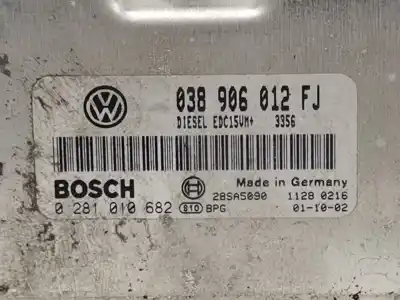 038 906 012 FJ
DIESEL EDC15VM+ 3356
BOSCH
Made in Germany
28SA5090 1128 0216
0 281 010 682 810 BPG 01-10-02